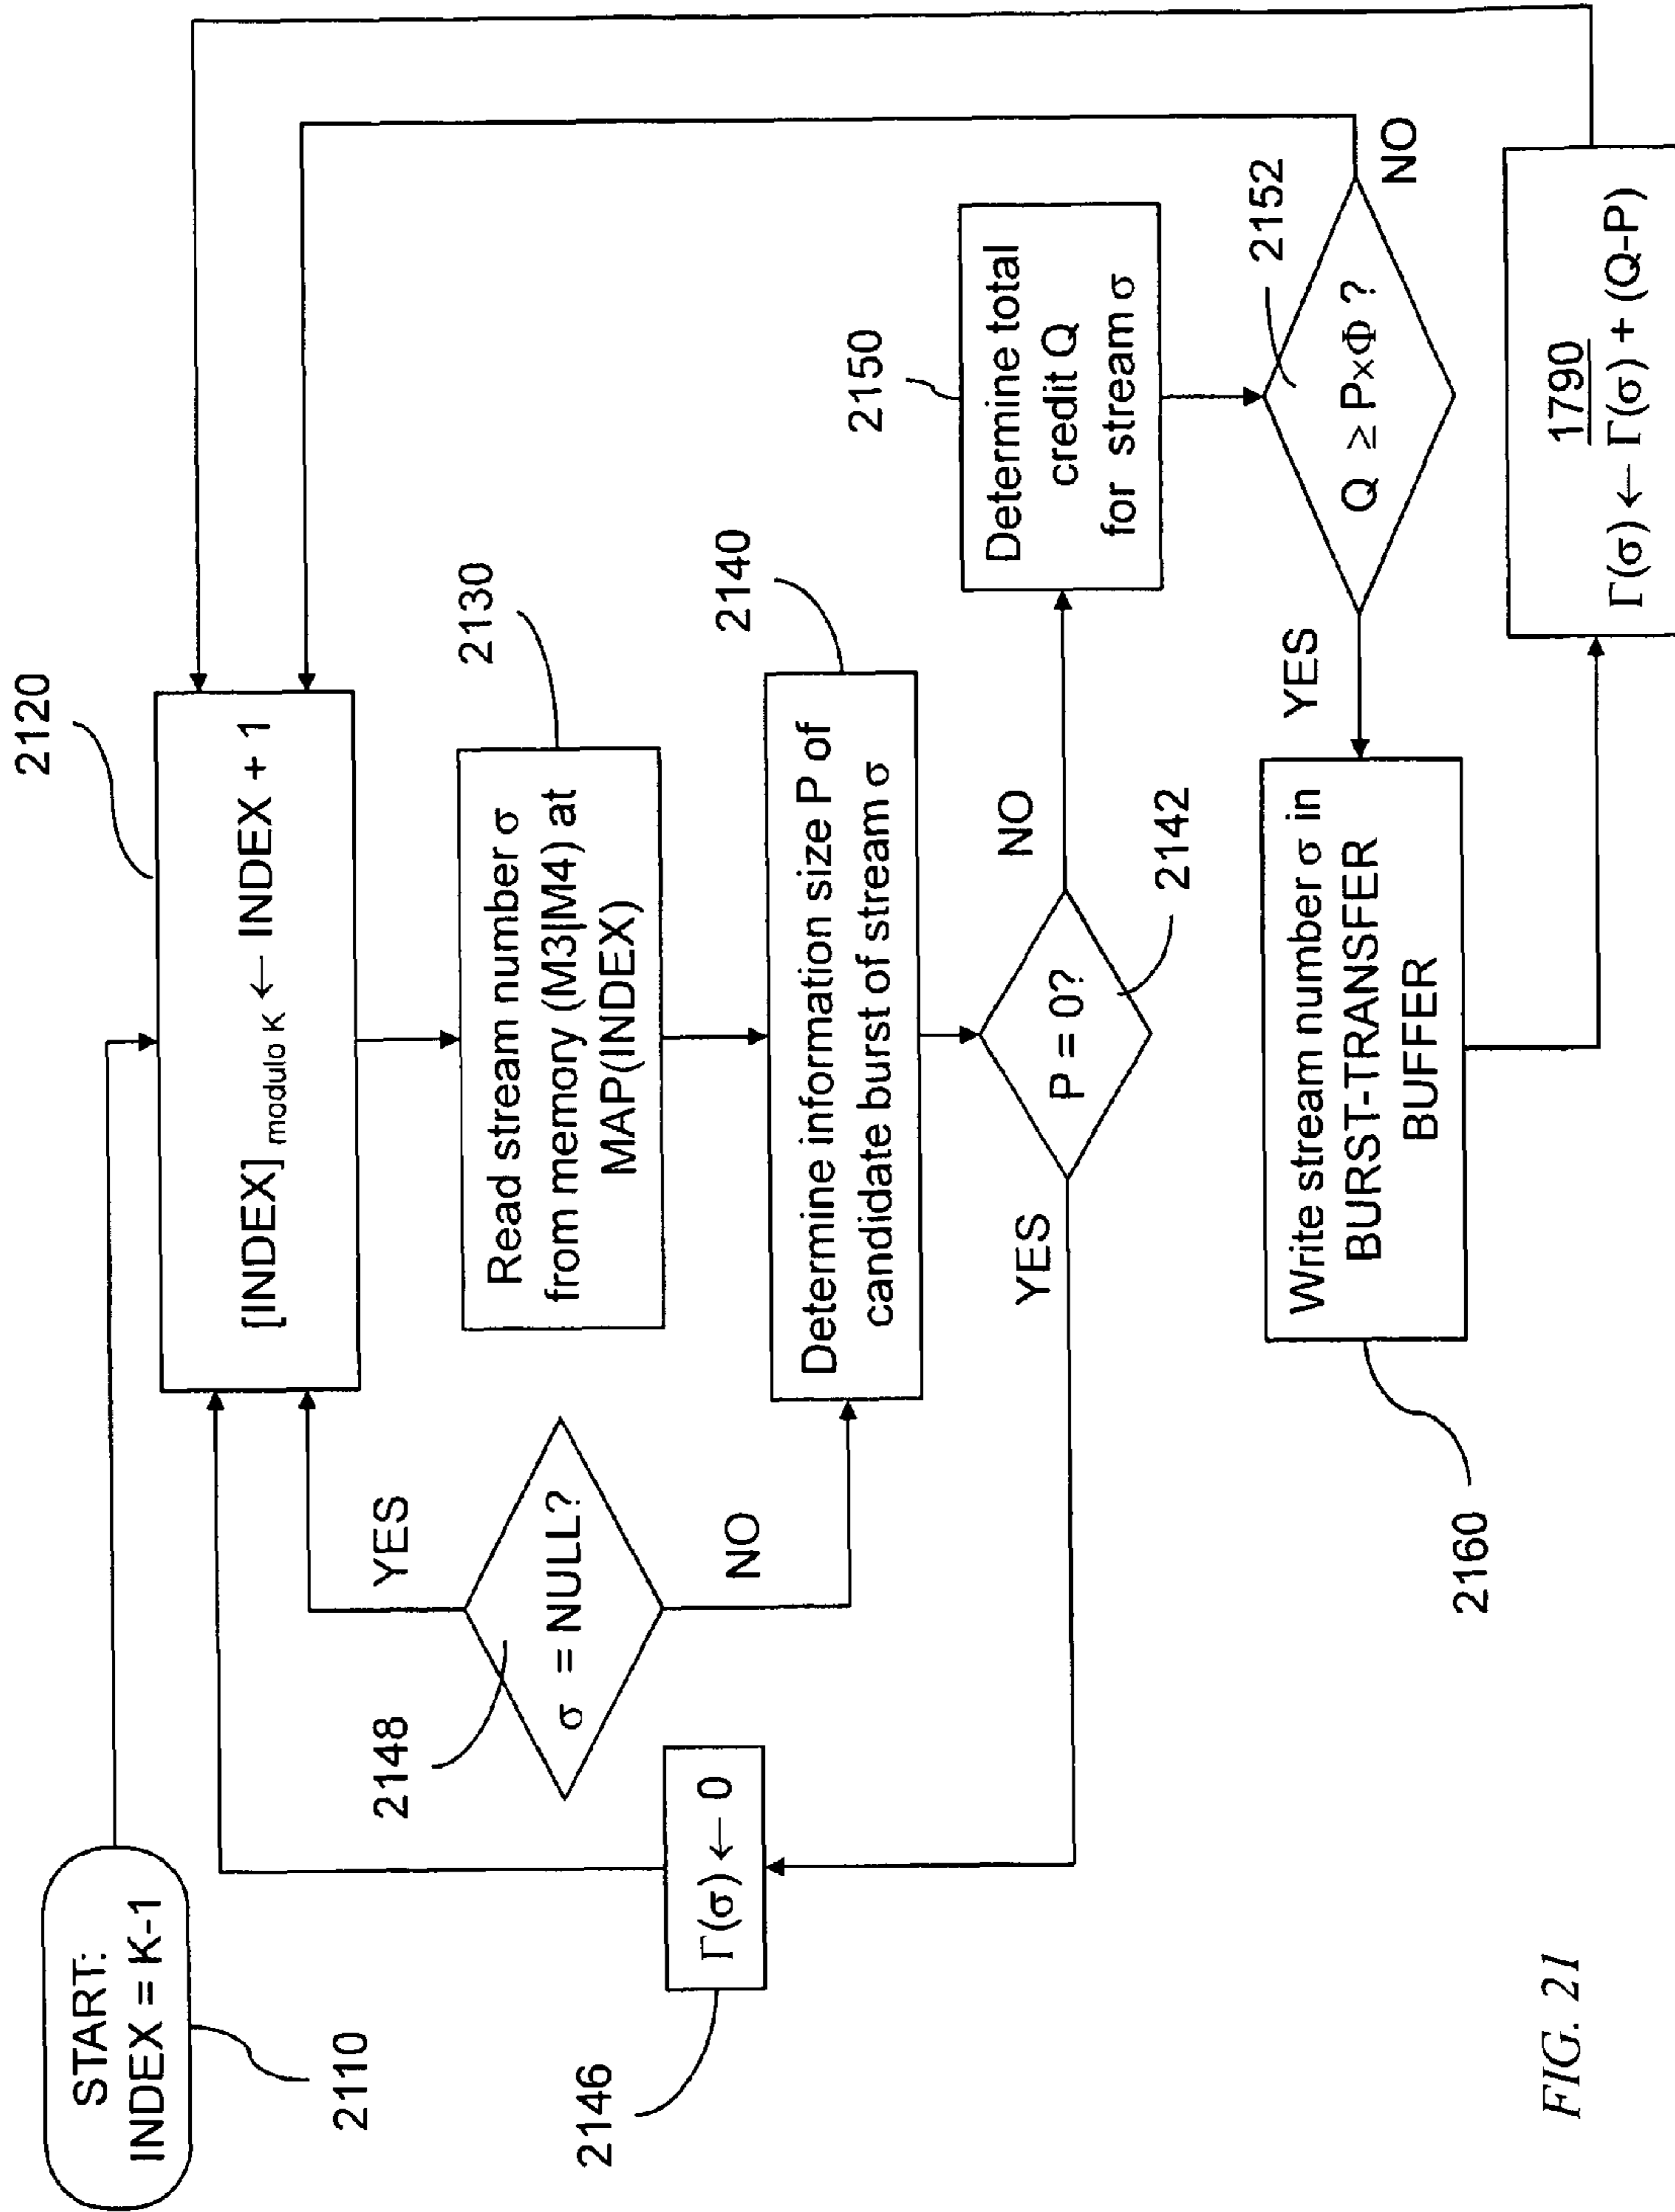 START:
INDEX = K-1
2110
2120
[INDEX] modulo K ← INDEX + 1
2130
Read stream number σ
from memory (M3|M4) at
MAP(INDEX)
2148
σ = NULL?
YES
NO
2140
Determine information size P of
candidate burst of stream σ
2146
Γ(σ) ← 0
P = 0?
2142
YES
NO
2150
Determine total
credit Q
for stream σ
2152
Q ≥ P×Φ ?
YES
NO
2160
Write stream number σ in
BURST-TRANSFER
BUFFER
1790
Γ(σ) ← Γ(σ) + (Q-P)
FIG. 21